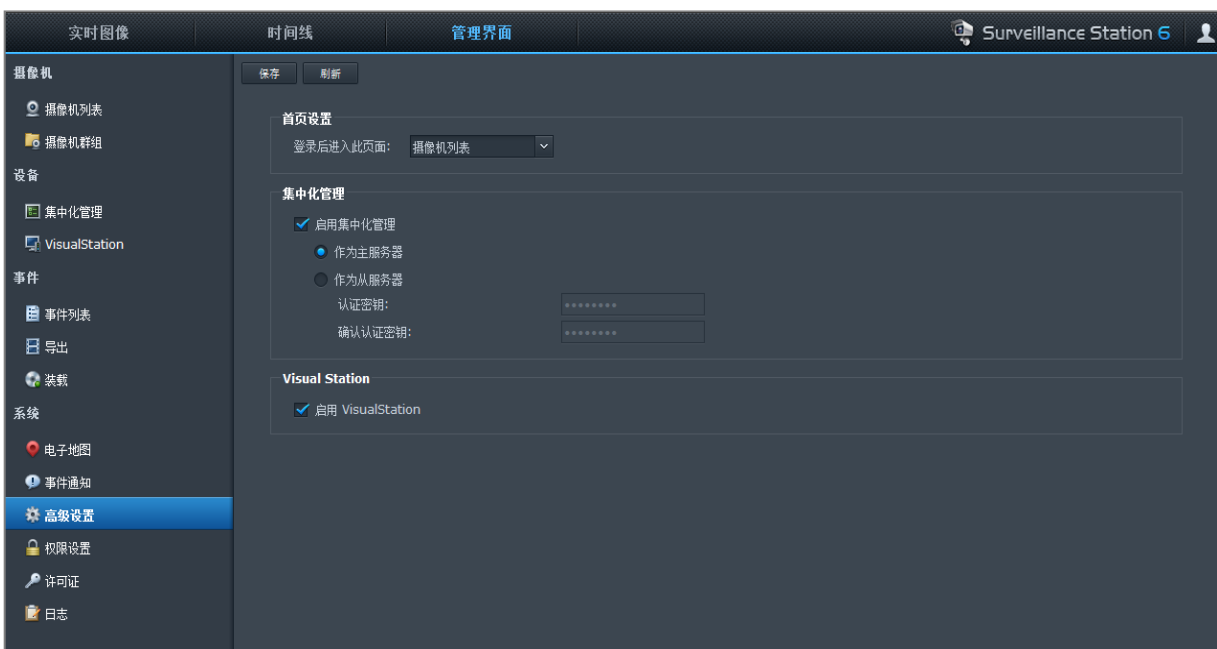 实时图像
时间线
管理界面
Surveillance Station 6
摄像机
摄像机列表
摄像机群组
设备
集中化管理
VisualStation
事件
事件列表
导出
装载
系统
电子地图
事件通知
高级设置
权限设置
许可证
日志
保存
刷新
首页设置
登录后进入此页面: 摄像机列表
集中化管理
启用集中化管理
作为主服务器
作为从服务器
认证密钥: ••••••••
确认认证密钥: ••••••••
Visual Station
启用 VisualStation